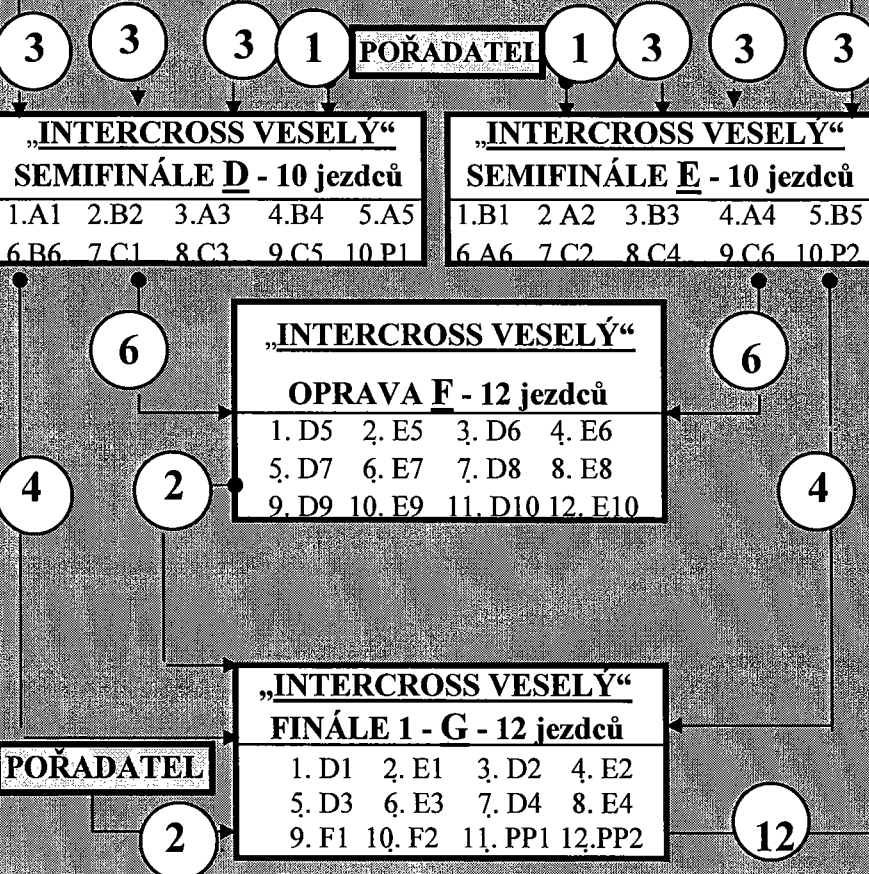 3 3 3 1 POŘADATEL 1 3 3 3
„INTERCROSS VESELÝ“
SEMIFINÁLE D - 10 jezdců
1.A1 2.B2 3.A3 4.B4 5.A5
6.B6 7 C1 8 C3 9 C5 10 P1
„INTERCROSS VESELÝ“
SEMIFINÁLE E - 10 jezdců
1.B1 2 A2 3.B3 4.A4 5.B5
6 A6 7 C2 8 C4 9 C6 10 P2
6
6
„INTERCROSS VESELÝ“
OPRAVA F - 12 jezdců
1. D5 2. E5 3. D6 4. E6
5. D7 6. E7 7. D8 8. E8
9. D9 10. E9 11. D10 12. E10
4
2
4
„INTERCROSS VESELÝ“
FINÁLE 1 - G - 12 jezdců
1. D1 2. E1 3. D2 4. E2
5. D3 6. E3 7. D4 8. E4
9. F1 10. F2 11. PP1 12.PP2
POŘADATEL
2
12